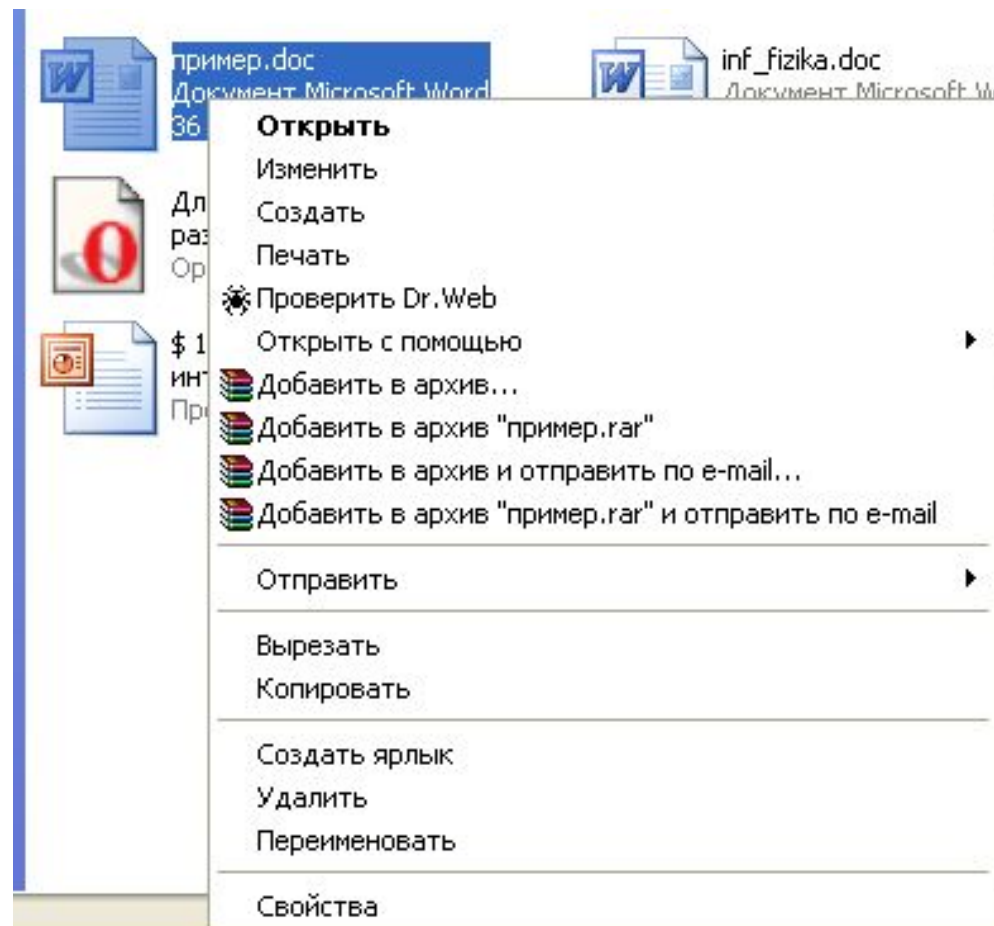 пример.doc
Документ Microsoft Word
36
inf_fizika.doc
Документ Microsoft
Открыть
Изменить
Создать
Печать
Проверить Dr.Web
Открыть с помощью
Добавить в архив...
Добавить в архив "пример.rar"
Добавить в архив и отправить по e-mail...
Добавить в архив "пример.rar" и отправить по e-mail
Отправить
Вырезать
Копировать
Создать ярлык
Удалить
Переименовать
Свойства
$ 1